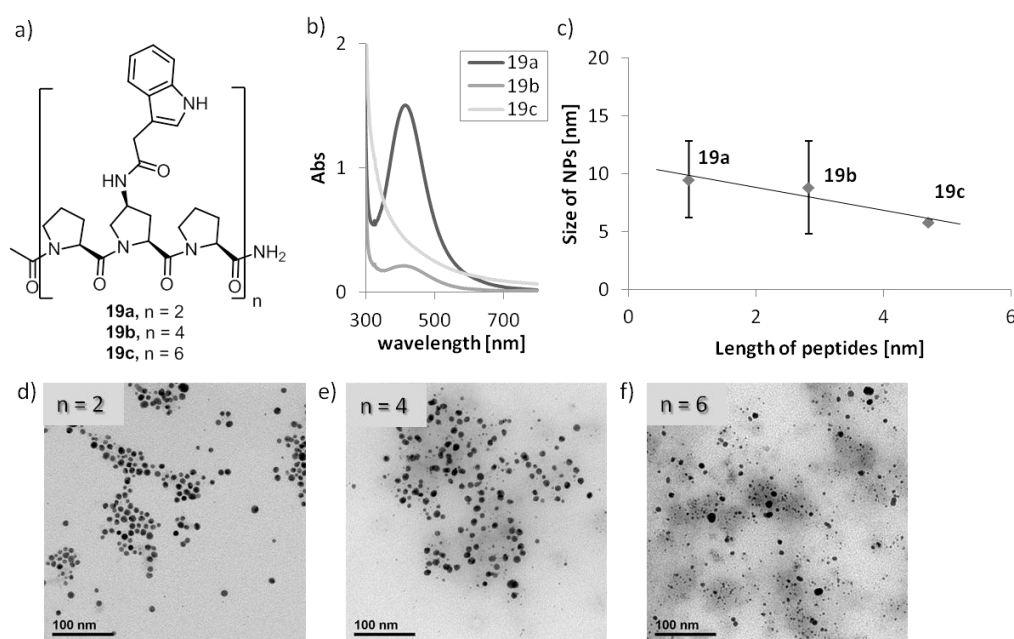 a)
NH
O
HN
N
N
N
NH₂
O
O
O
O
n
19a, n = 2
19b, n = 4
19c, n = 6
b)
2
1
0
Abs
300 500 700
wavelength [nm]
19a
19b
19c
c)
20
15
10
5
0
Size of NPs [nm]
19a
19b
19c
0 2 4 6
Length of peptides [nm]
d)
n = 2
100 nm
e)
n = 4
100 nm
f)
n = 6
100 nm